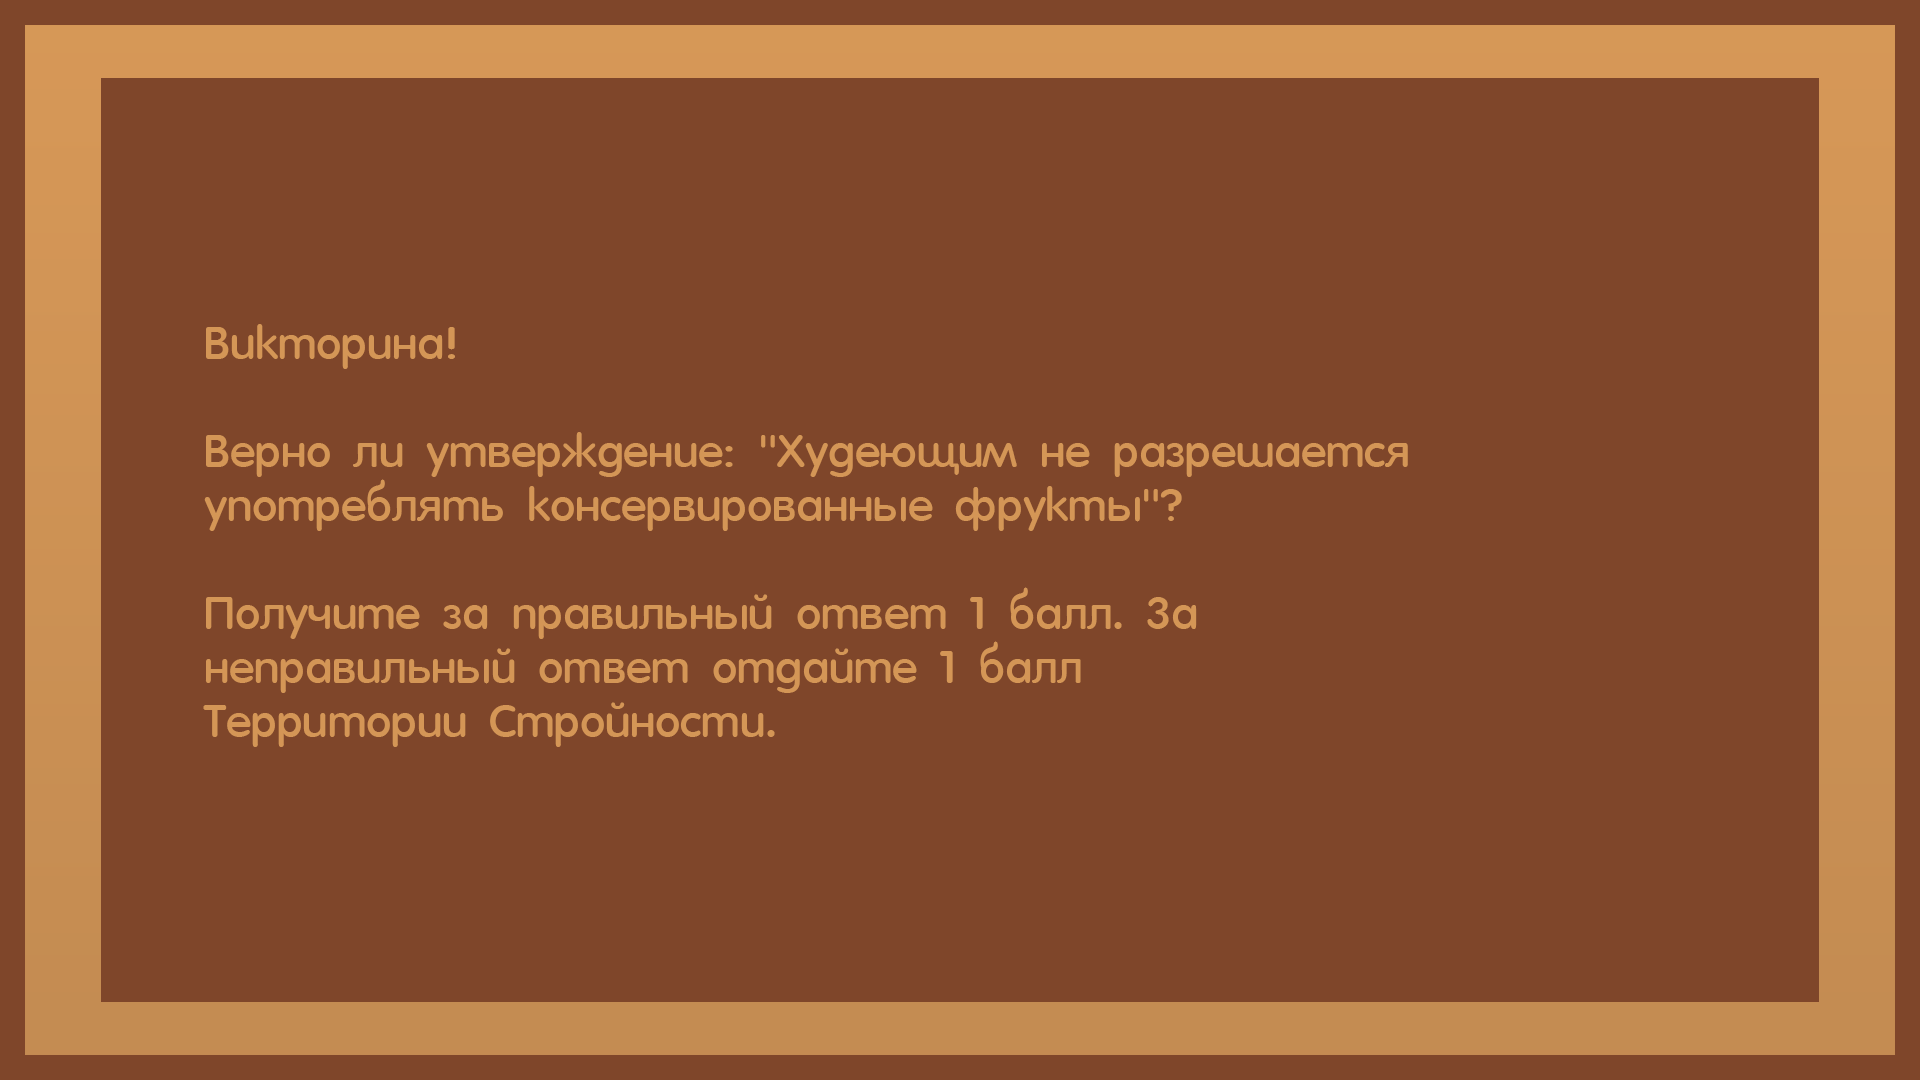 Викторина!
Верно ли утверждение: "Худеющим не разрешается
употреблять консервированные фрукты"?
Получите за правильный ответ 1 балл. За
неправильный ответ отдайте 1 балл
Территории Стройности.